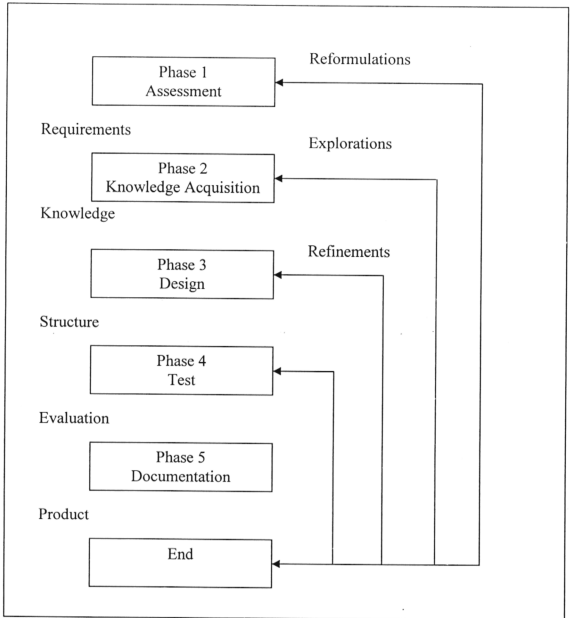 Reformulations
Phase 1
Assessment
Requirements
Explorations
Phase 2
Knowledge Acquisition
Knowledge
Refinements
Phase 3
Design
Structure
Phase 4
Test
Evaluation
Phase 5
Documentation
Product
End